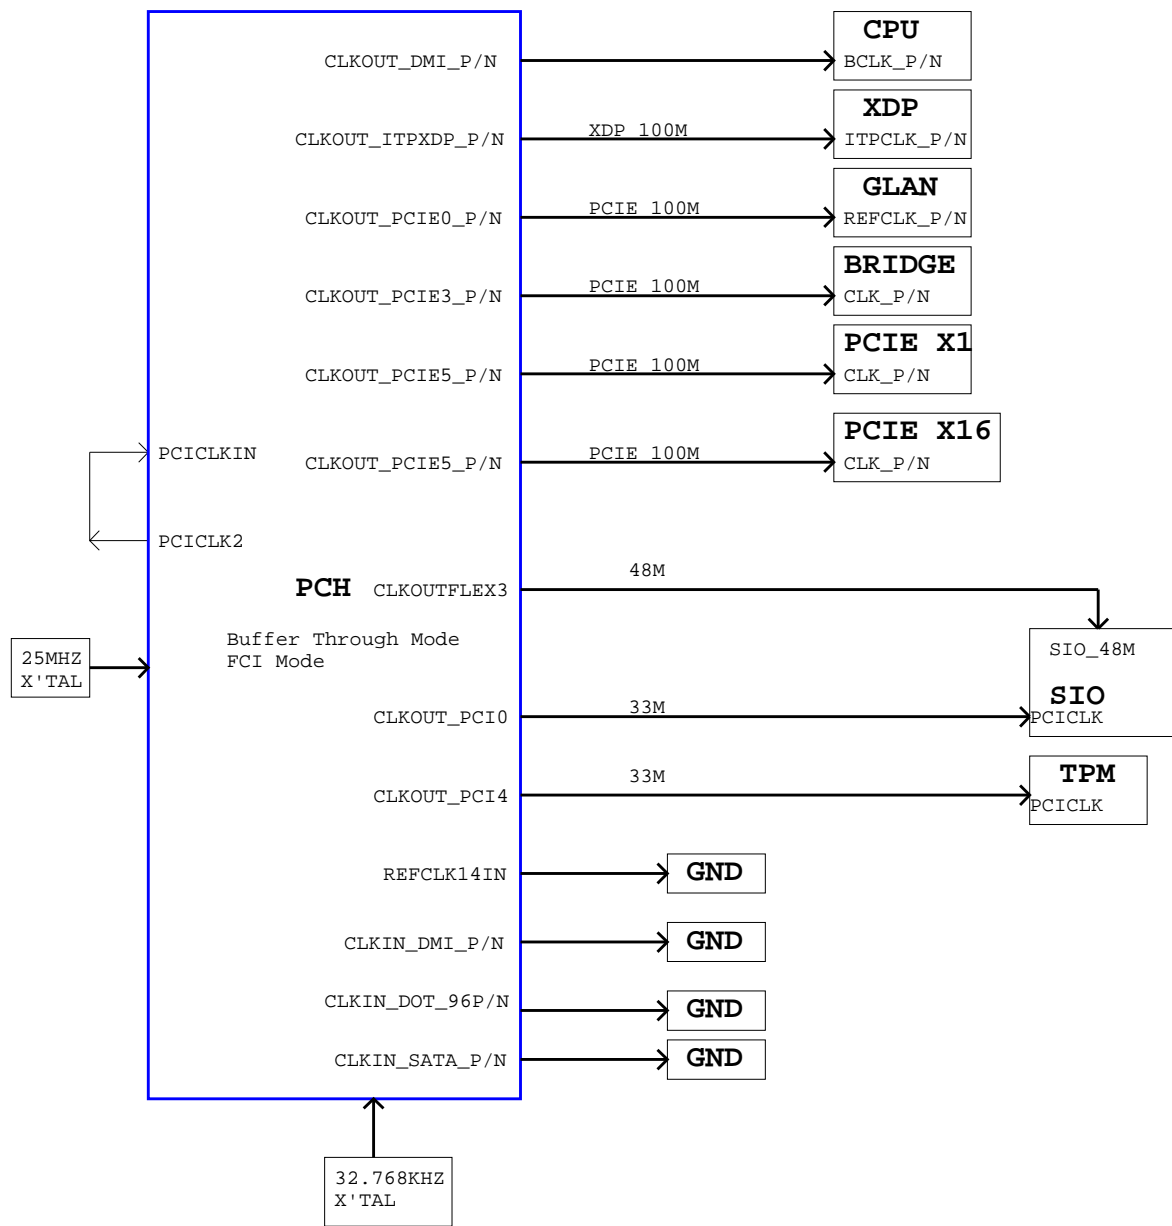 CPU
CLKOUT_DMI_P/N
BCLK_P/N
XDP
CLKOUT_ITPXDP_P/N
XDP 100M
ITPCLK_P/N
GLAN
CLKOUT_PCIE0_P/N
PCIE 100M
REFCLK_P/N
BRIDGE
CLKOUT_PCIE3_P/N
PCIE 100M
CLK_P/N
PCIE X1
CLKOUT_PCIE5_P/N
PCIE 100M
CLK_P/N
PCIE X16
PCICLKIN
CLKOUT_PCIE5_P/N
PCIE 100M
CLK_P/N
PCICLK2
PCH
CLKOUTFLEX3
48M
Buffer Through Mode
FCI Mode
25MHZ
X'TAL
SIO_48M
SIO
CLKOUT_PCI0
33M
PCICLK
TPM
CLKOUT_PCI4
33M
PCICLK
REFCLK14IN
GND
CLKIN_DMI_P/N
GND
CLKIN_DOT_96P/N
GND
CLKIN_SATA_P/N
GND
32.768KHZ
X'TAL